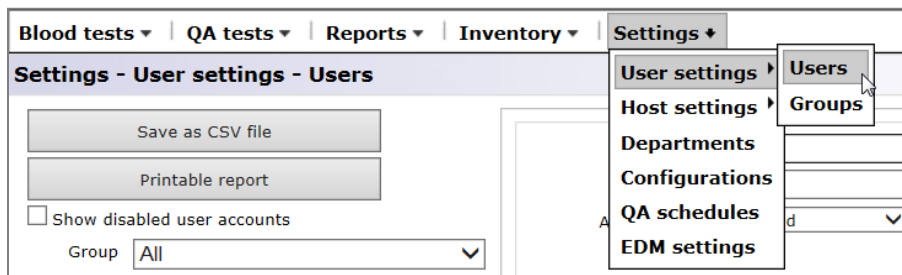 Blood tests QA tests Reports Inventory Settings
Settings - User settings - Users
User settings Users
Host settings Groups
Departments
Configurations
QA schedules
EDM settings
Save as CSV file
Printable report
Show disabled user accounts
Group All
A d